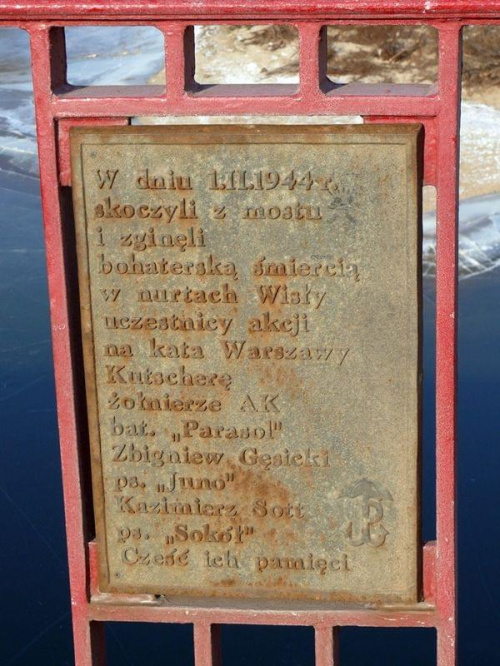 W dniu 1.II.1944 r.
skoczyli z mostu
i zginęli
bohaterską śmiercią
w nurtach Wisły
uczestnicy akcji
na kata Warszawy
Kutscherę
żołnierze AK
bat. „Parasol"
Zbigniew Gęsicki
ps. „Juno"
Kazimierz Sott
ps. „Sokół"
Cześć ich pamięci